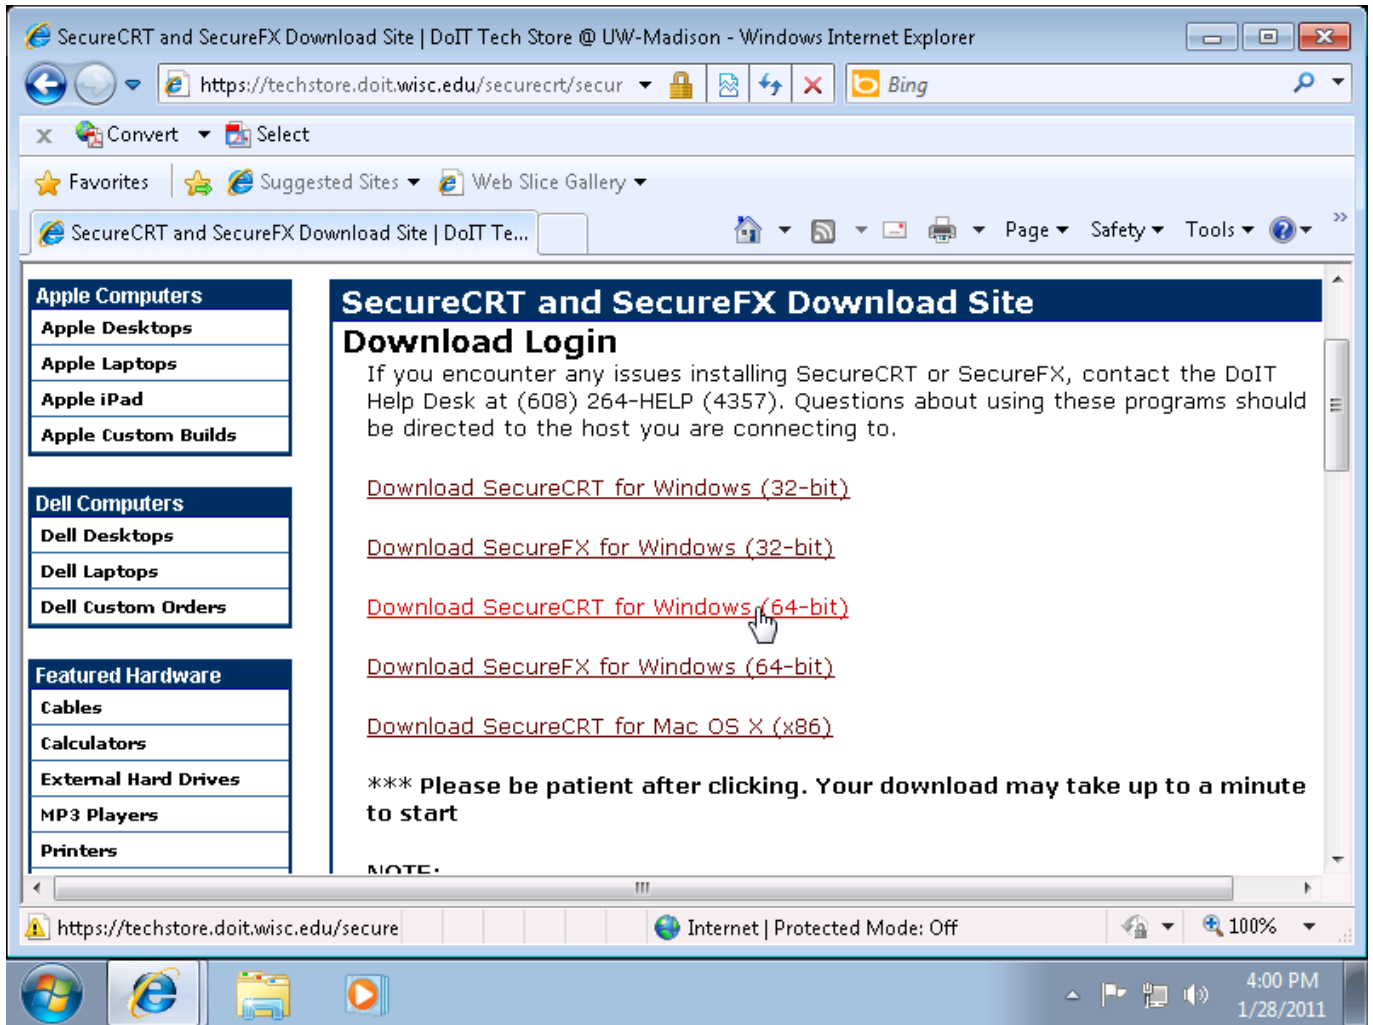 SecureCRT and SecureFX Download Site | DoIT Tech Store @ UW-Madison - Windows Internet Explorer
https://techstore.doit.wisc.edu/securecrt/secur
Bing
x Convert Select
Favorites Suggested Sites Web Slice Gallery
SecureCRT and SecureFX Download Site | DoIT Te...
Page Safety Tools
Apple Computers
Apple Desktops
Apple Laptops
Apple iPad
Apple Custom Builds
Dell Computers
Dell Desktops
Dell Laptops
Dell Custom Orders
Featured Hardware
Cables
Calculators
External Hard Drives
MP3 Players
Printers
SecureCRT and SecureFX Download Site
Download Login
If you encounter any issues installing SecureCRT or SecureFX, contact the DoIT
Help Desk at (608) 264-HELP (4357). Questions about using these programs should
be directed to the host you are connecting to.
Download SecureCRT for Windows (32-bit)
Download SecureFX for Windows (32-bit)
Download SecureCRT for Windows (64-bit)
Download SecureFX for Windows (64-bit)
Download SecureCRT for Mac OS X (x86)
*** Please be patient after clicking. Your download may take up to a minute
to start
NOTE:
https://techstore.doit.wisc.edu/secure
Internet | Protected Mode: Off
100%
4:00 PM
1/28/2011